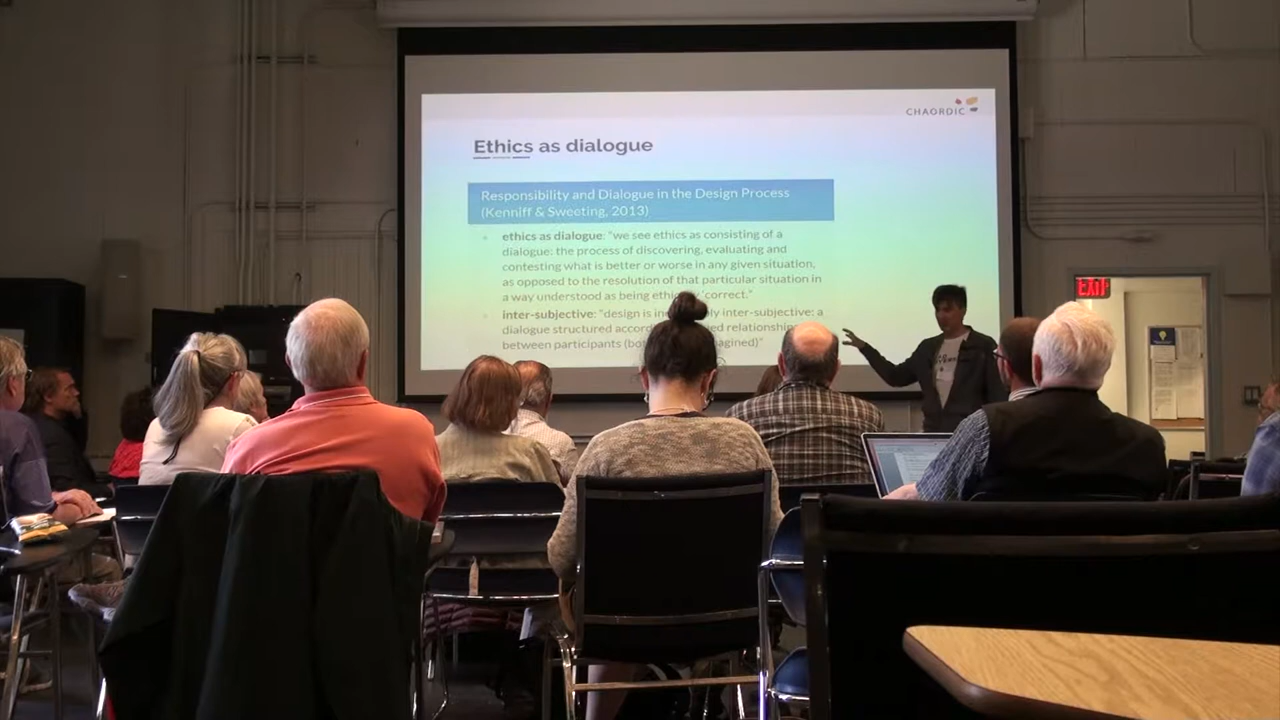 CHAORDIC
Ethics as dialogue
Responsibility and Dialogue in the Design Process
(Kenniff & Sweeting, 2013)
ethics as dialogue: “we see ethics as consisting of a
dialogue: the process of discovering, evaluating and
contesting what is better or worse in any given situation,
as opposed to the resolution of that particular situation in
a way understood as being correct.”
inter-subjective: “design is
dialogue structured relationship
between participants
EXIT